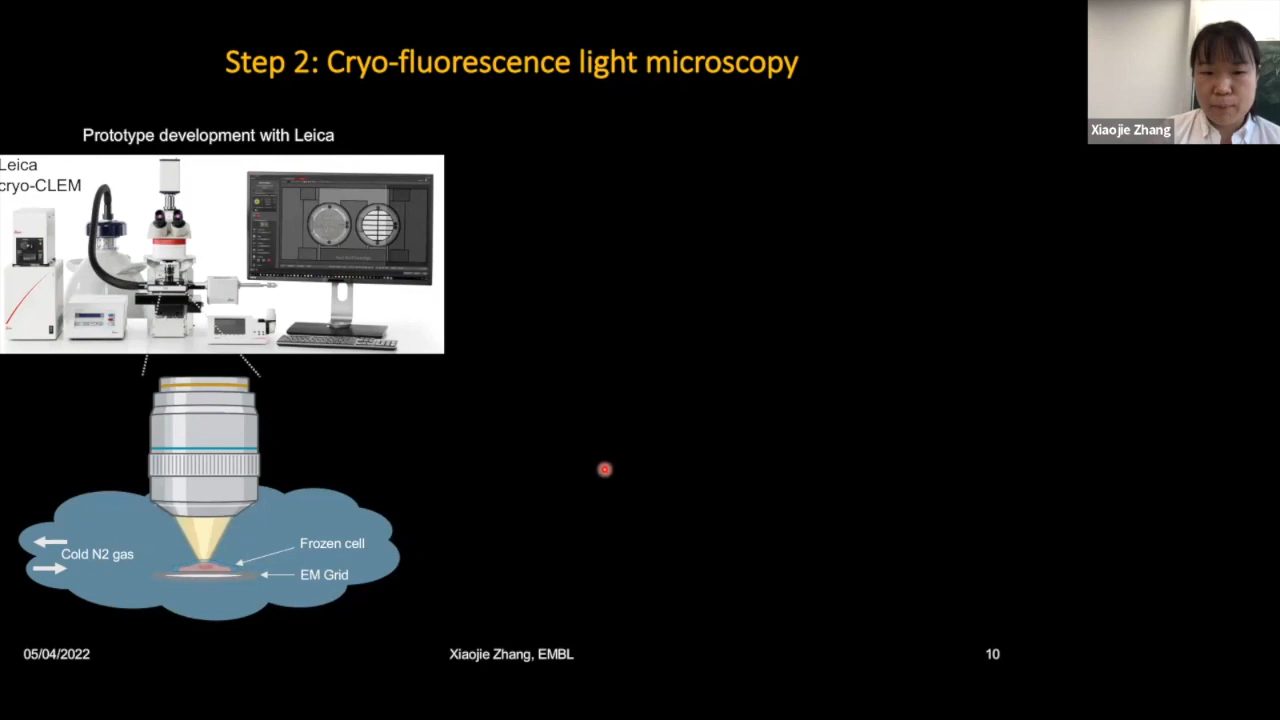 Step 2: Cryo-fluorescence light microscopy
Xiaojie Zhang
Prototype development with Leica
Leica
cryo-CLEM
Frozen cell
Cold N2 gas
EM Grid
05/04/2022
Xiaojie Zhang, EMBL
10